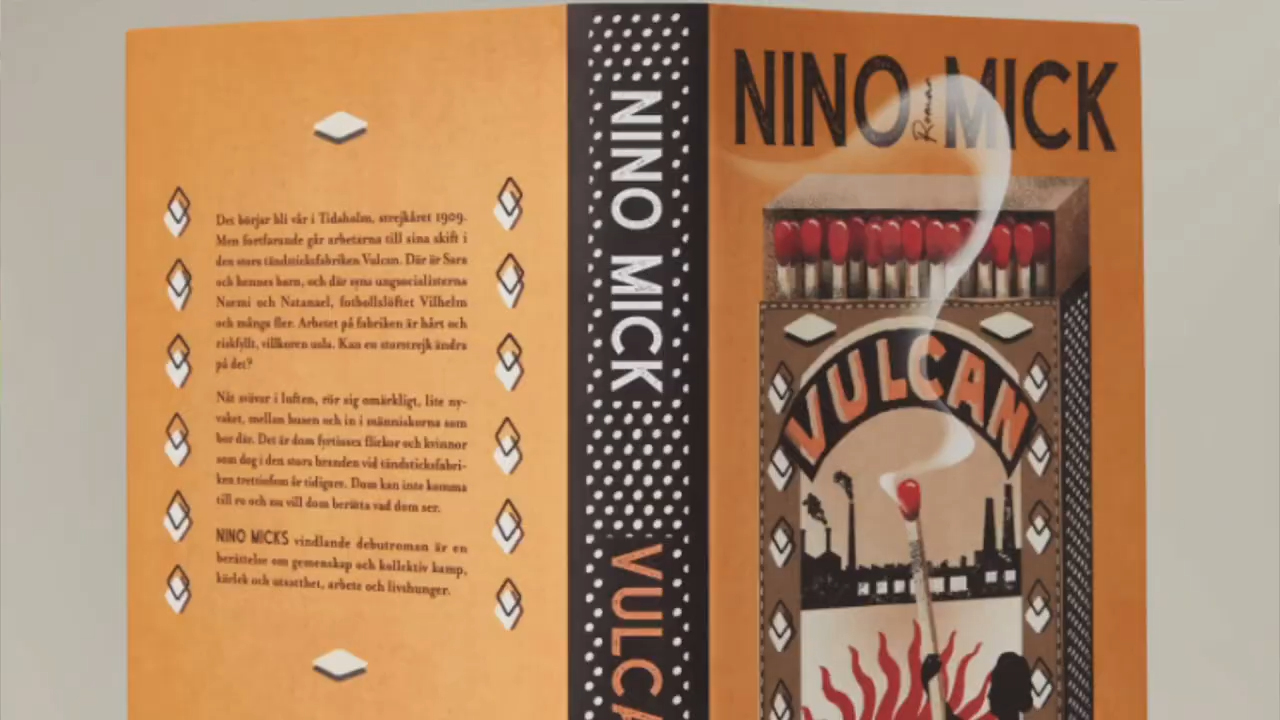 Det börjar bli vår i Tidaholm, strejkåret 1909.
Men fortfarande går arbetarna till sina skift i
den stora tändsticksfabriken Vulcan. Där är Sara
och hennes barn, och där syns ungsocialisterna
Naemi och Natanael, fotbollslöftet Vilhelm
och många fler. Arbetet på fabriken är hårt och
riskfyllt, villkoren usla. Kan en storstrejk ändra
på det?
Nåt svävar i luften, rör sig omärkligt, lite ny-
vaket, mellan husen och in i människorna som
bor där. Det är dom fyrtiosex flickor och kvinnor
som dog i den stora branden vid tändsticksfabri-
ken trettiofem år tidigare. Dom kan inte komma
till ro och nu vill dom berätta vad dom ser.
NINO MICKS vindlande debutroman är en
berättelse om gemenskap och kollektiv kamp,
kärlek och utsatthet, arbete och livshunger.
NINO MICK
VULCA
NINO Roman MICK
VULCAN